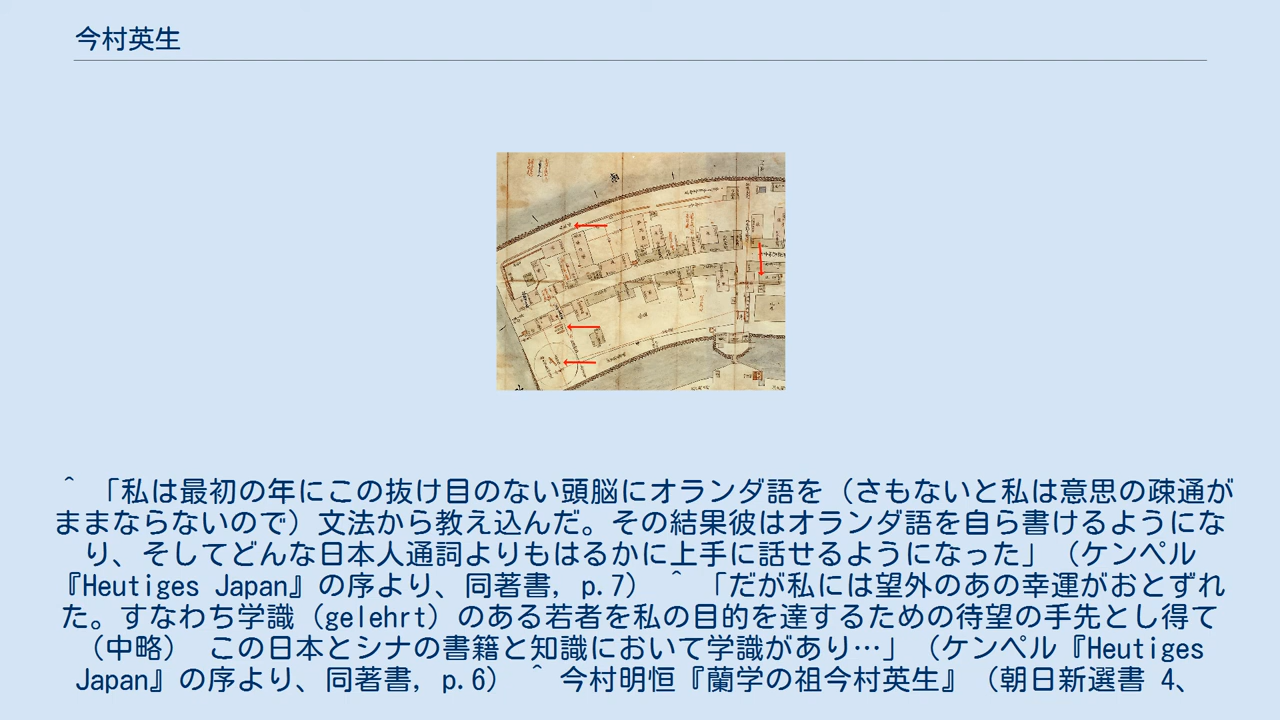 今村英生
^ 「私は最初の年にこの抜け目のない頭脳にオランダ語を（さもないと私は意思の疎通が
ままならないので）文法から教え込んだ。その結果彼はオランダ語を自ら書けるようにな
り、そしてどんな日本人通詞よりもはるかに上手に話せるようになった」（ケンペル
『Heutiges Japan』の序より、同著書, p.7） ^ 「だが私には望外のあの幸運がおとずれ
た。すなわち学識（gelehrt）のある若者を私の目的を達するための待望の手先とし得て
（中略） この日本とシナの書籍と知識において学識があり…」（ケンペル『Heutiges
Japan』の序より、同著書, p.6） ^ 今村明恒『蘭学の祖今村英生』（朝日新選書 4、